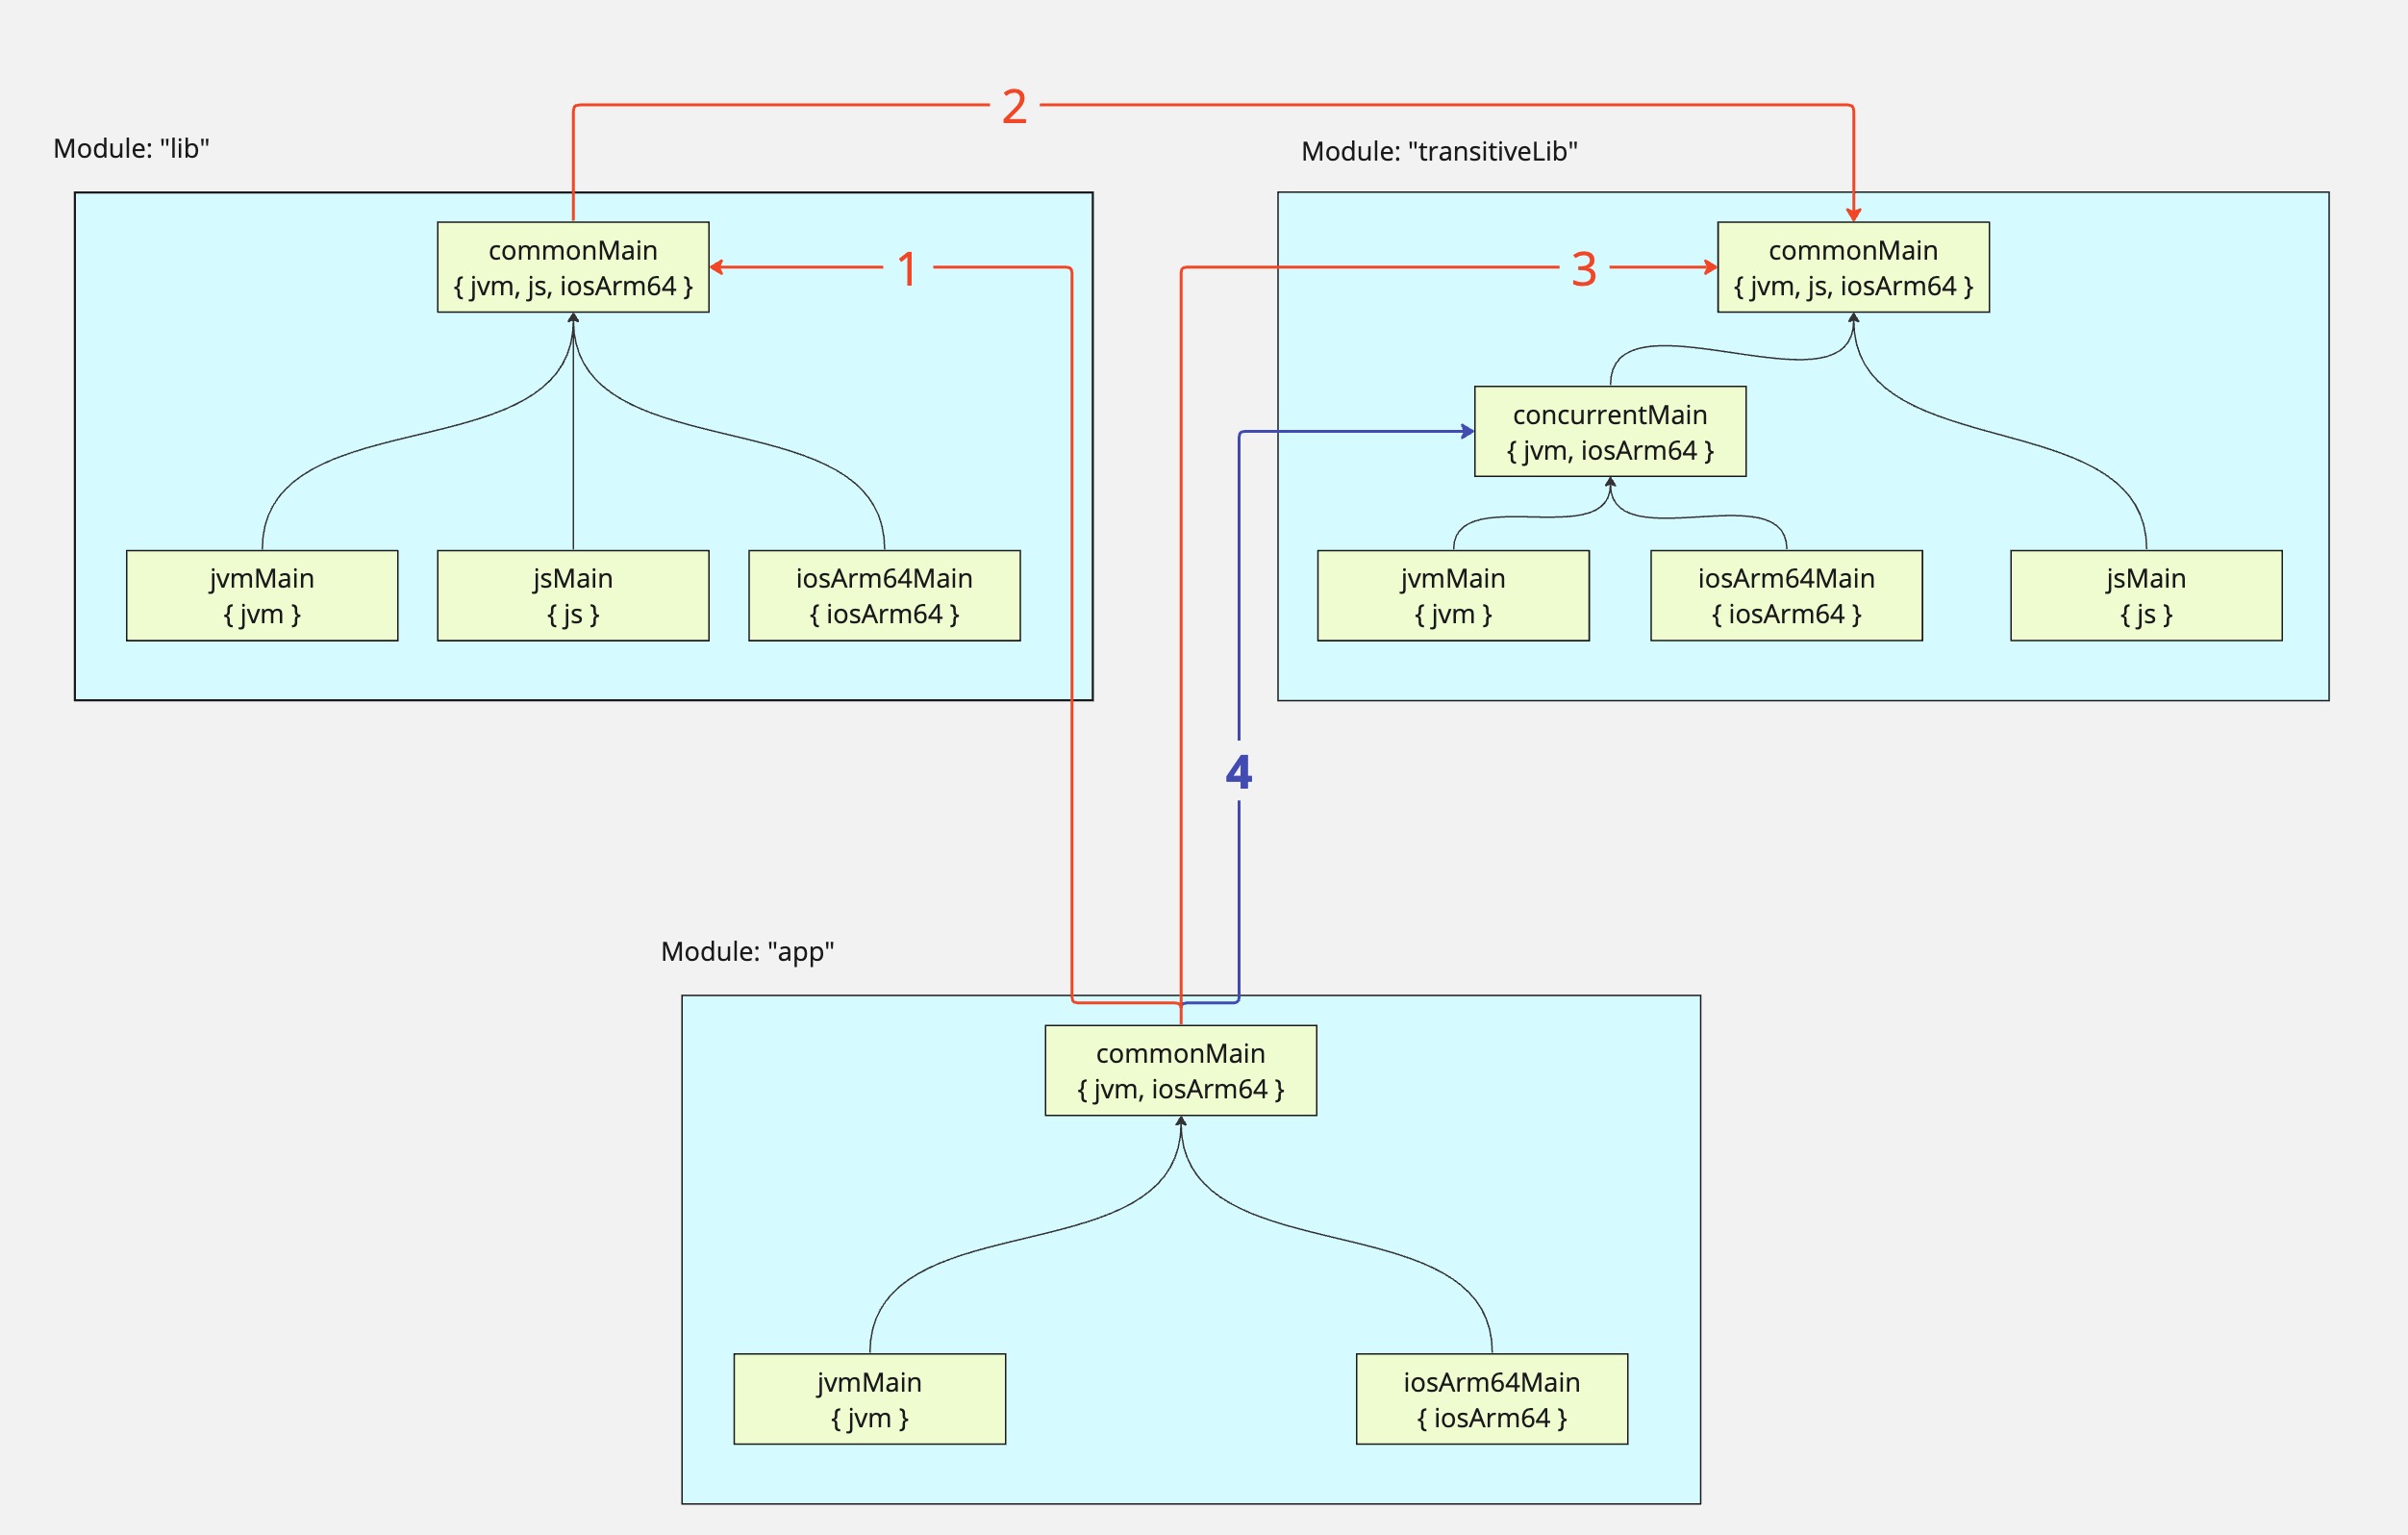 2
Module: "lib"
Module: "transitiveLib"
commonMain
{ jvm, js, iosArm64 }
1
3
commonMain
{ jvm, js, iosArm64 }
concurrentMain
{ jvm, iosArm64 }
jvmMain
{ jvm }
jsMain
{ js }
iosArm64Main
{ iosArm64 }
jvmMain
{ jvm }
iosArm64Main
{ iosArm64 }
jsMain
{ js }
4
Module: "app"
commonMain
{ jvm, iosArm64 }
jvmMain
{ jvm }
iosArm64Main
{ iosArm64 }